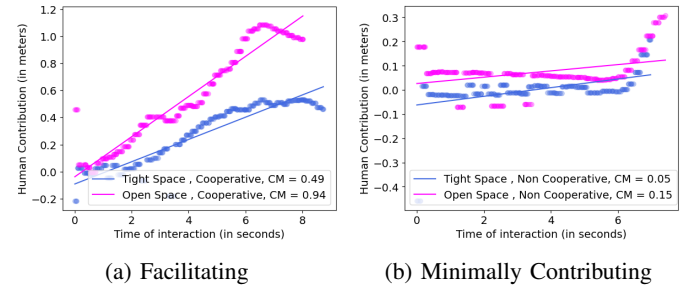 1.2
1.0
0.8
0.6
0.4
0.2
0.0
−0.2
Human Contribution (in meters)
Tight Space , Cooperative, CM = 0.49
Open Space , Cooperative, CM = 0.94
0 2 4 6 8
Time of interaction (in seconds)
(a) Facilitating
0.3
0.2
0.1
0.0
−0.1
−0.2
−0.3
−0.4
Human Contribution (in meters)
Tight Space , Non Cooperative, CM = 0.05
Open Space , Non Cooperative, CM = 0.15
0 2 4 6
Time of interaction (in seconds)
(b) Minimally Contributing